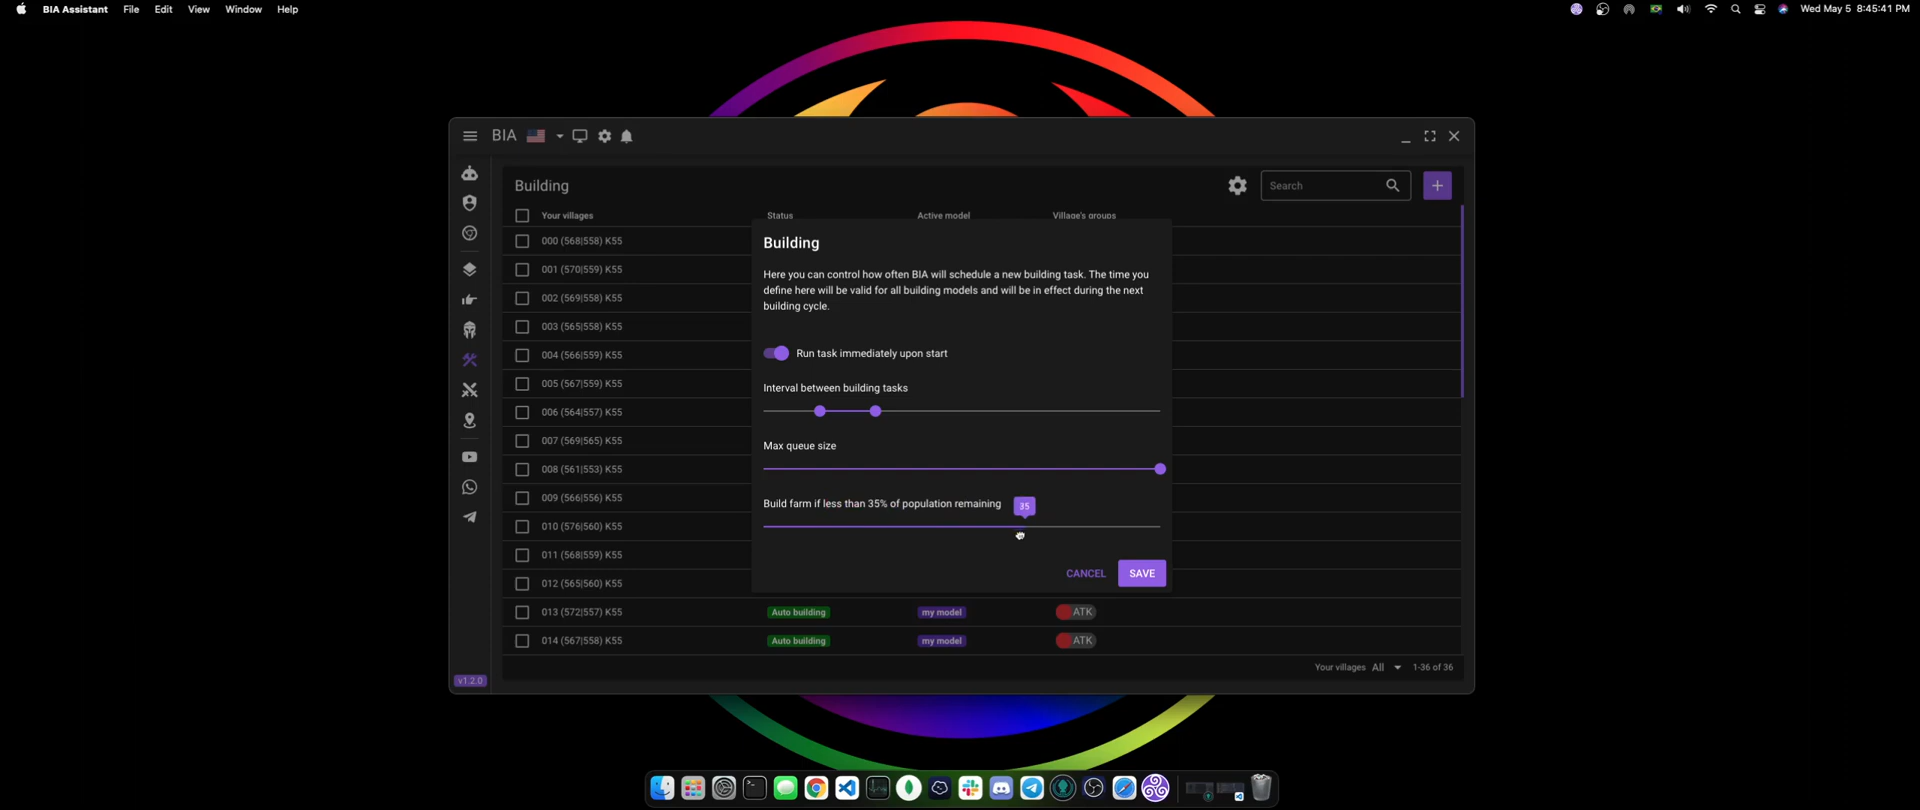 BIA Assistant File Edit View Window Help Wed May 5 8:45:41 PM
BIA
Building Search
Your villages Status Active model Village's groups
000 (568|558) K55
001 (570|559) K55
002 (569|558) K55
003 (565|558) K55
004 (566|559) K55
005 (567|559) K55
006 (564|557) K55
007 (569|565) K55
008 (561|553) K55
009 (566|556) K55
010 (576|560) K55
011 (568|559) K55
012 (565|560) K55
013 (572|557) K55 Auto building my model ATK
014 (567|558) K55 Auto building my model ATK
Building
Here you can control how often BIA will schedule a new building task. The time you
define here will be valid for all building models and will be in effect during the next
building cycle.
Run task immediately upon start
Interval between building tasks
Max queue size
Build farm if less than 35% of population remaining 35
CANCEL SAVE
Your villages All 1-36 of 36
v1.2.0